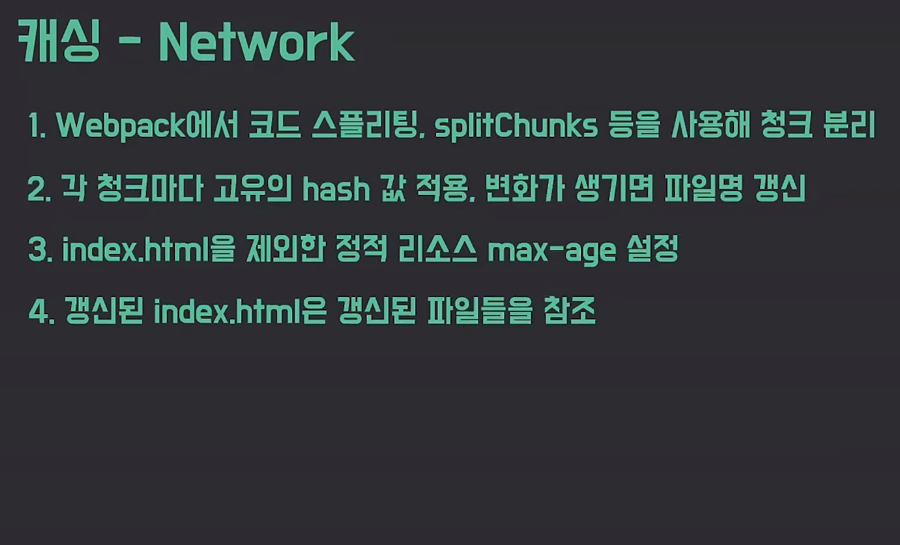 캐싱 - Network
1. Webpack에서 코드 스플리팅, splitChunks 등을 사용해 청크 분리
2. 각 청크마다 고유의 hash 값 적용, 변화가 생기면 파일명 갱신
3. index.html을 제외한 정적 리소스 max-age 설정
4. 갱신된 index.html은 갱신된 파일들을 참조